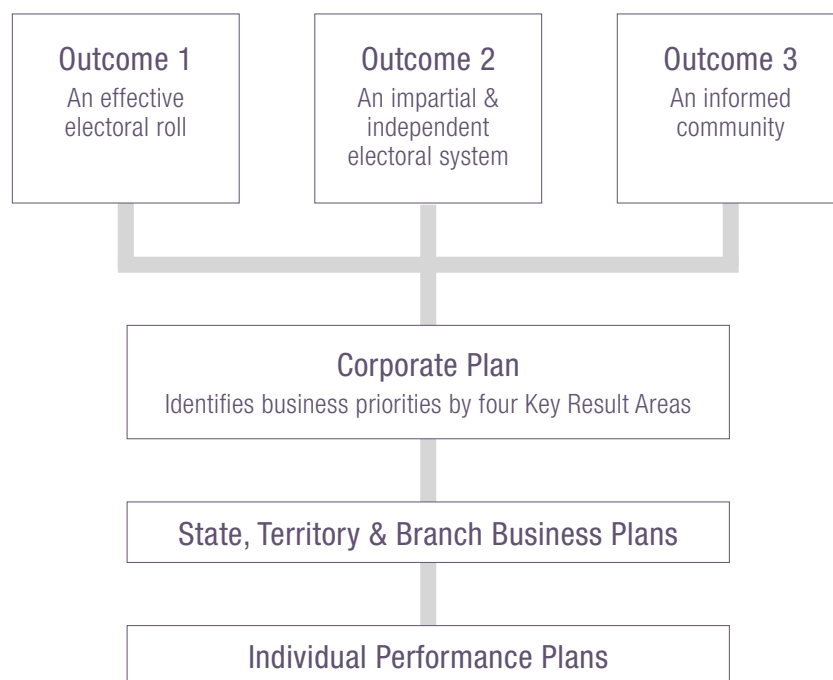 Outcome 1
An effective
electoral roll
Outcome 2
An impartial &
independent
electoral system
Outcome 3
An informed
community
Corporate Plan
Identifies business priorities by four Key Result Areas
State, Territory & Branch Business Plans
Individual Performance Plans